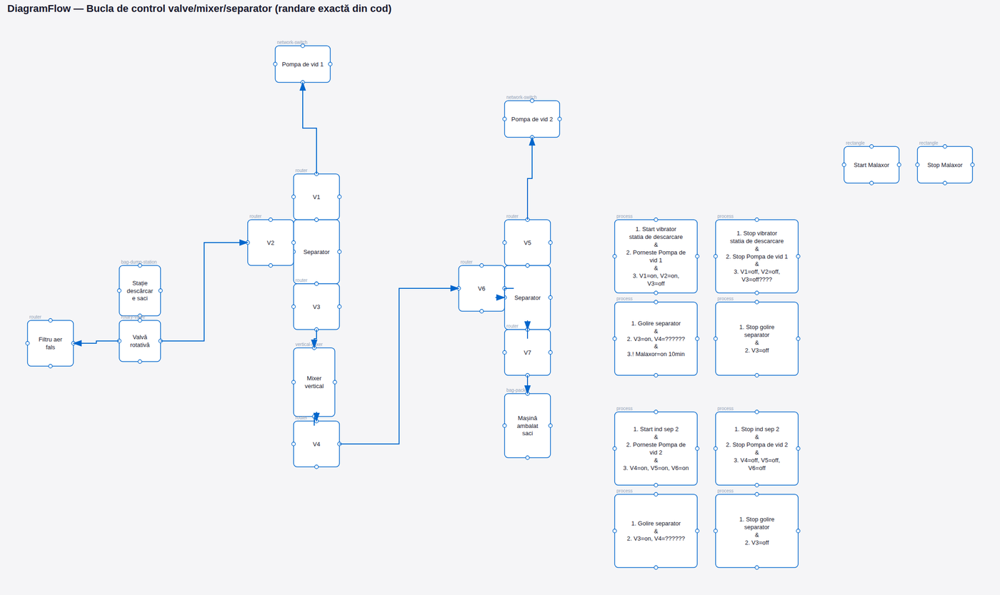 DiagramFlow — Bucla de control valve/mixer/separator (randare exactă din cod)
network-switch
Pompa de vid 1
network-switch
Pompa de vid 2
rectangle
Start Malaxor
rectangle
Stop Malaxor
router
V1
router
V2
Separator
router
V3
bag-dump-station
Stație
descărcar
e saci
Valvă
rotativă
router
Filtru aer
fals
Mixer
vertical
router
V4
router
V5
router
V6
Separator
router
V7
Mașină
ambalat
saci
process
1. Start vibrator
statia de descarcare
&
2. Porneste Pompa de
vid 1
&
3. V1=on, V2=on,
V3=off
process
1. Stop vibrator
statia de descarcare
&
2. Stop Pompa de vid 1
&
3. V1=off, V2=off,
V3=off????
process
1. Golire separator
&
2. V3=on, V4=??????
&
3.! Malaxor=on 10min
process
1. Stop golire
separator
&
2. V3=off
process
1. Start ind sep 2
&
2. Porneste Pompa de
vid 2
&
3. V4=on, V5=on, V6=on
process
1. Stop ind sep 2
&
2. Stop Pompa de vid 2
&
3. V4=off, V5=off,
V6=off
process
1. Golire separator
&
2. V3=on, V4=??????
process
1. Stop golire
separator
&
2. V3=off